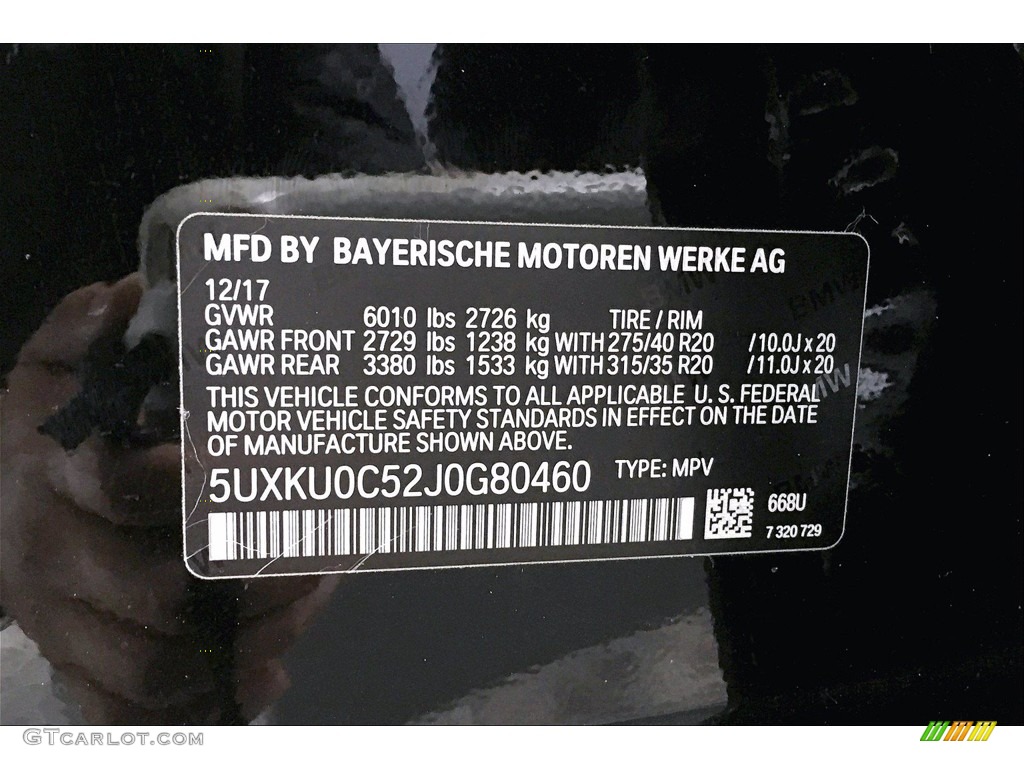 MFD BY BAYERISCHE MOTOREN WERKE AG
12/17
GVWR 6010 lbs 2726 kg TIRE / RIM
GAWR FRONT 2729 lbs 1238 kg WITH 275/40 R20 /10.0J x 20
GAWR REAR 3380 lbs 1533 kg WITH 315/35 R20 /11.0J x 20
THIS VEHICLE CONFORMS TO ALL APPLICABLE U. S. FEDERAL
MOTOR VEHICLE SAFETY STANDARDS IN EFFECT ON THE DATE
OF MANUFACTURE SHOWN ABOVE.
5UXKU0C52J0G80460 TYPE: MPV
668U
7 320 729
BMW
BMW
BMW
GTcarlot.com